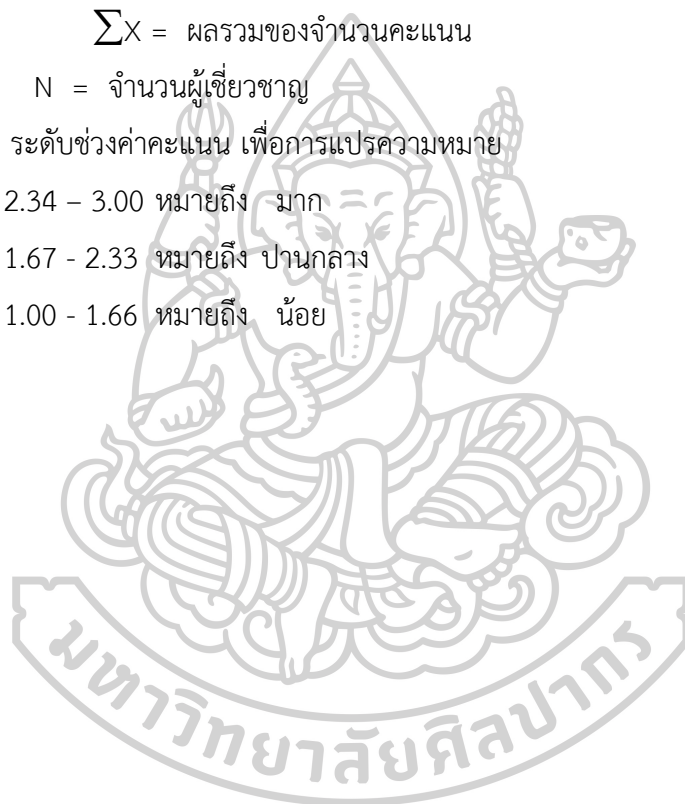 ∑X = ผลรวมของจำนวนคะแนน
N = จำนวนผู้เชี่ยวชาญ
ระดับช่วงค่าคะแนน เพื่อการแปรความหมาย
2.34 – 3.00 หมายถึง มาก
1.67 - 2.33 หมายถึง ปานกลาง
1.00 - 1.66 หมายถึง น้อย
มหาวิทยาลัยศิลปากร